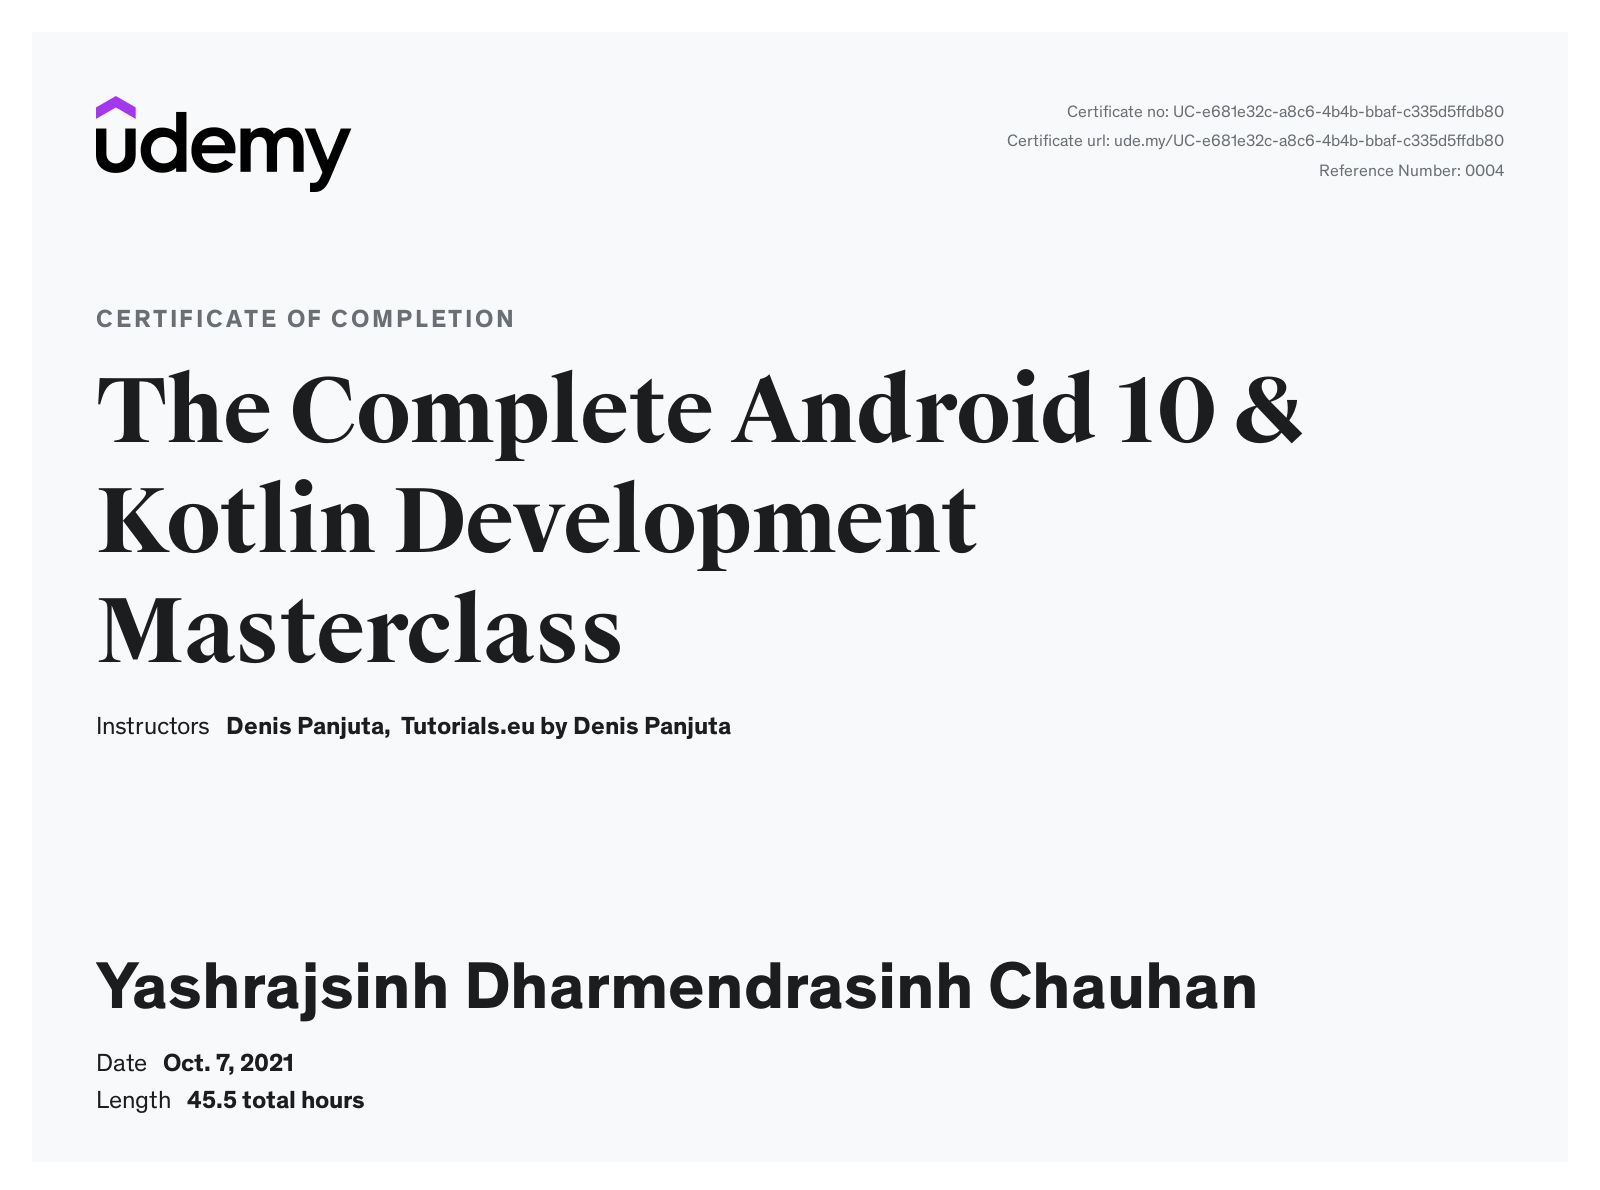 udemy
Certificate no: UC-e681e32c-a8c6-4b4b-bbaf-c335d5ffdb80
Certificate url: ude.my/UC-e681e32c-a8c6-4b4b-bbaf-c335d5ffdb80
Reference Number: 0004
CERTIFICATE OF COMPLETION
The Complete Android 10 &
Kotlin Development
Masterclass
Instructors Denis Panjuta, Tutorials.eu by Denis Panjuta
Yashrajsinh Dharmendrasinh Chauhan
Date Oct. 7, 2021
Length 45.5 total hours